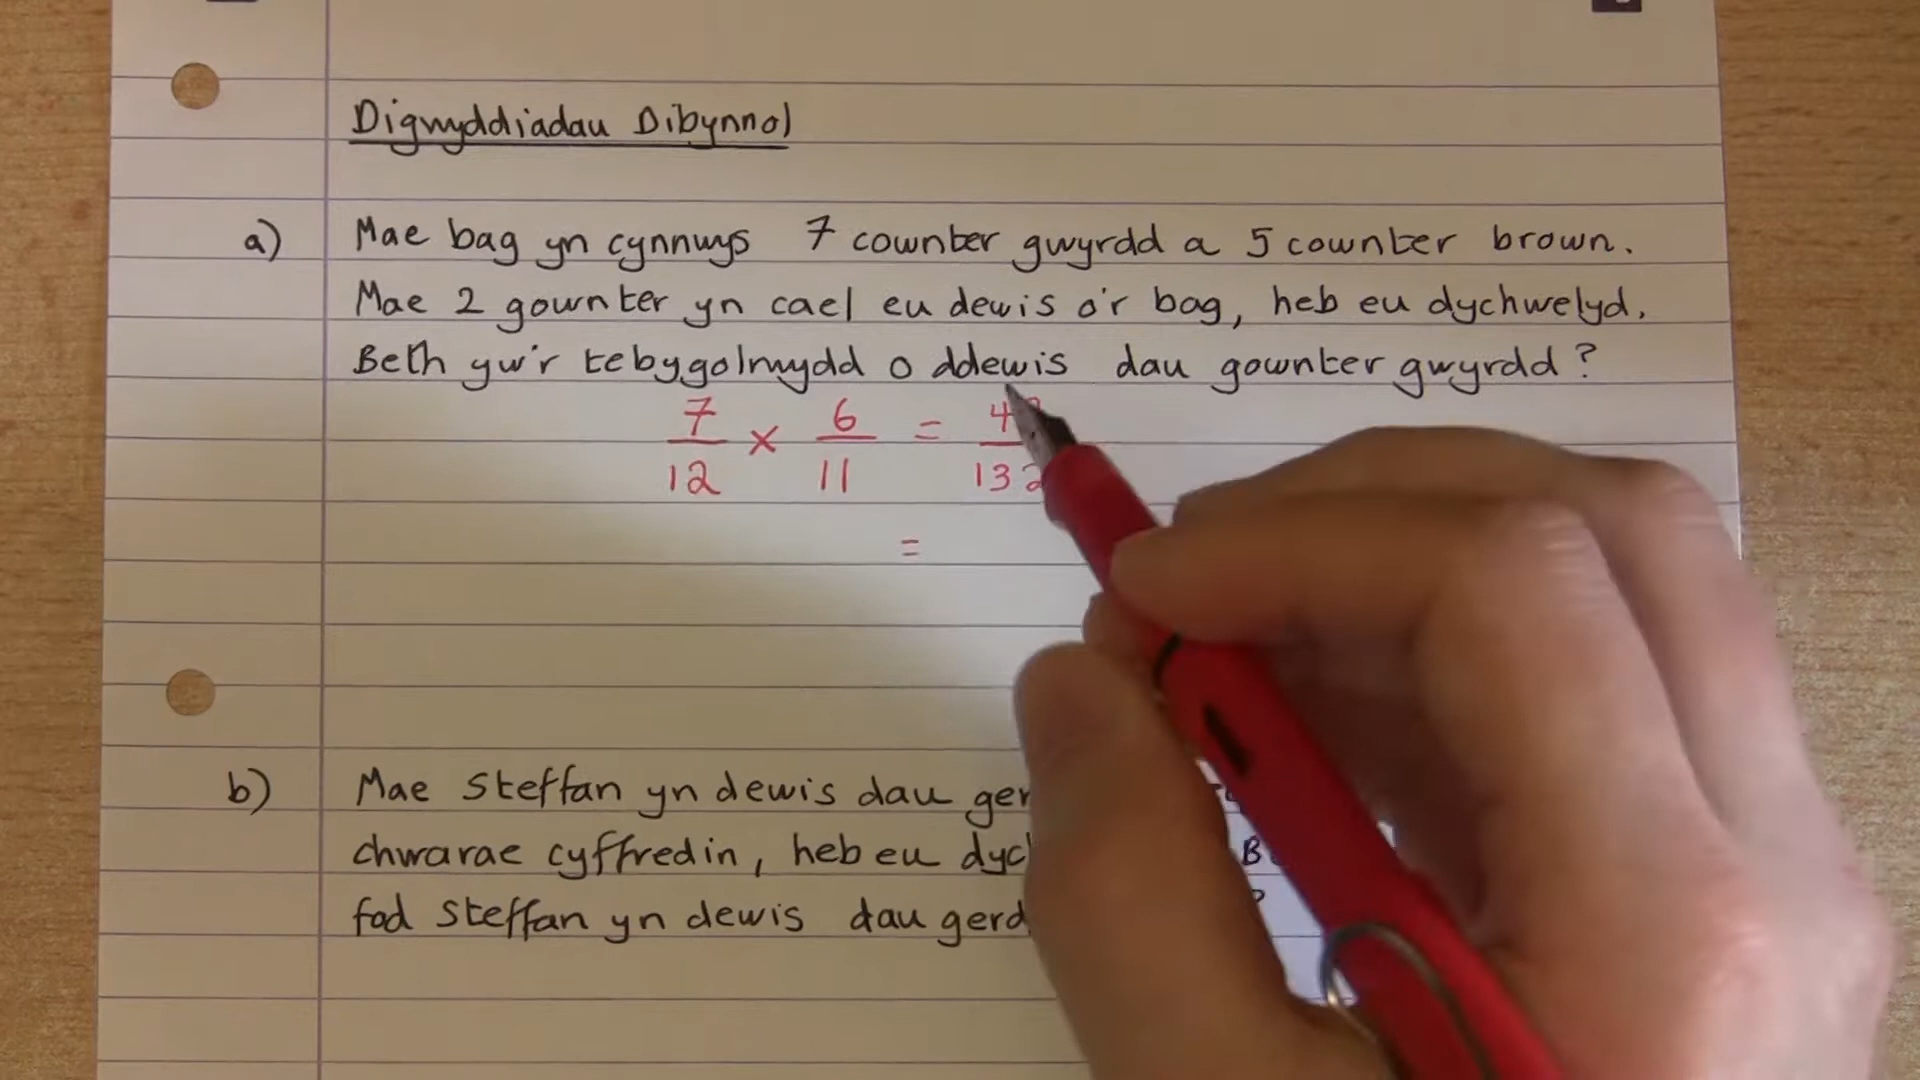 Digwyddiadau Dibynnol
a) Mae bag yn cynnwys 7 cownter gwyrdd a 5 cownter brown.
Mae 2 gownter yn cael eu dewis o'r bag, heb eu dychwelyd.
Beth yw'r tebygolrwydd o ddewis dau gownter gwyrdd?
7/12 × 6/11 = 42/132
=
b) Mae Steffan yn dewis dau
chwarae cyffredin, heb eu
fod Steffan yn dewis dau